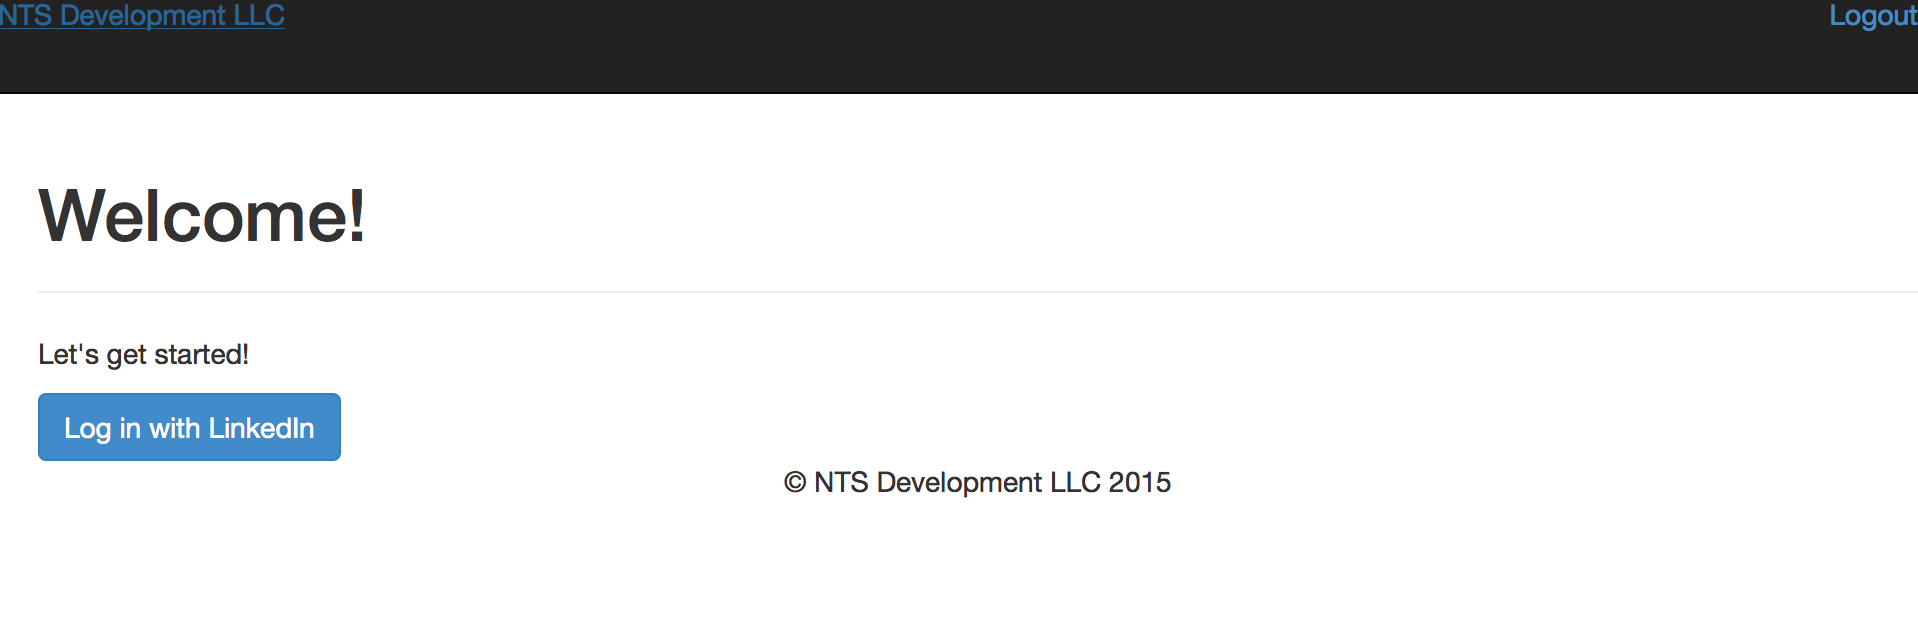 NTS Development LLC
Logout
Welcome!
Let's get started!
Log in with LinkedIn
© NTS Development LLC 2015